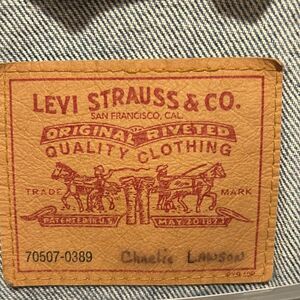 LEVI STRAUSS & CO.
SAN FRANCISCO, CAL.
ORIGINAL RIVETED
QUALITY CLOTHING
TRADE MARK
PATENTED IN U.S. MAY 20 1873
70507-0389 Charlie LAWSON